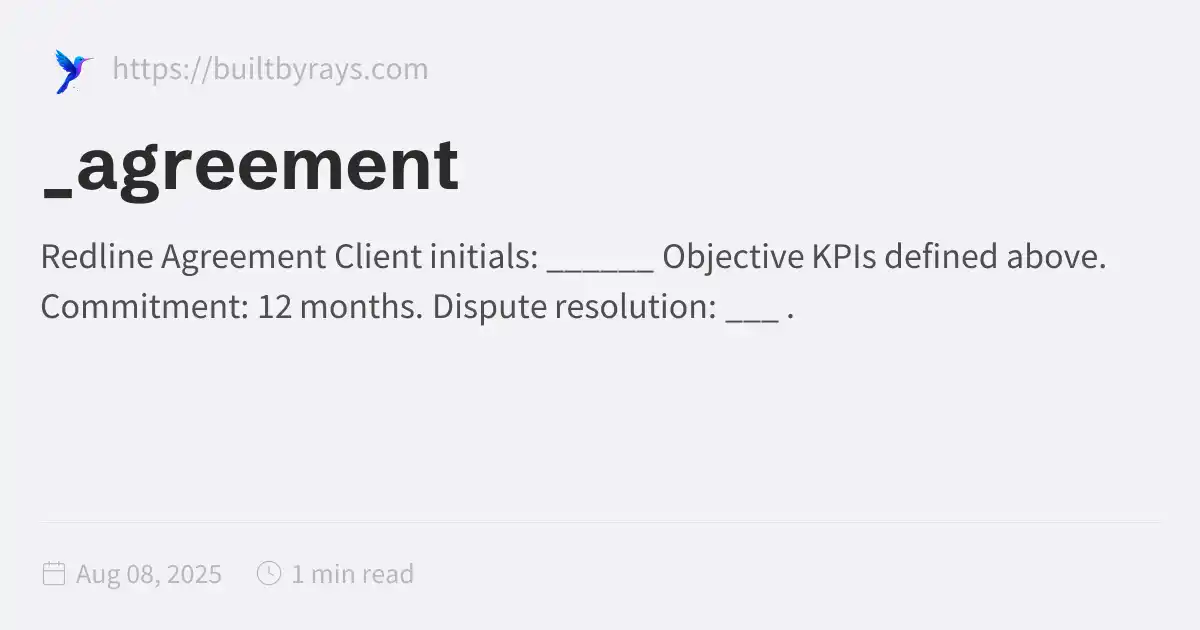 https://builtbyrays.com
_agreement
Redline Agreement Client initials: ______ Objective KPIs defined above.
Commitment: 12 months. Dispute resolution: ___ .
Aug 08, 2025 1 min read